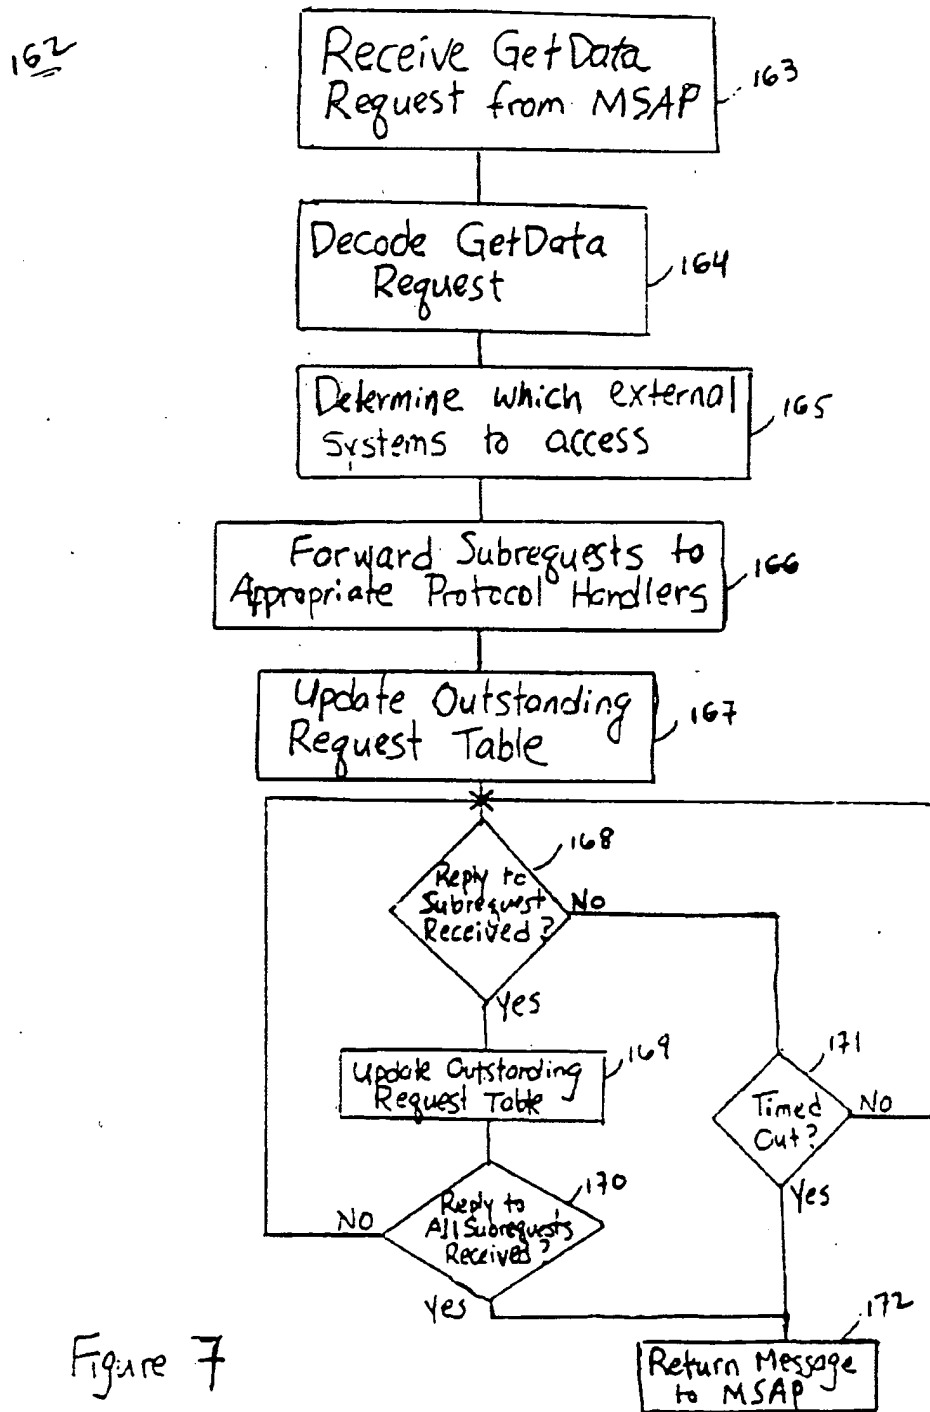 162
Receive GetData
Request from MSAP
163
Decode GetData
Request
164
Determine which external
Systems to access
165
Forward Subrequests to
Appropriate Protocol Handlers
166
Update Outstanding
Request Table
167
168
Reply to
Subrequest
Received?
NO
Yes
169
Update Outstanding
Request Table
171
Timed
Out?
NO
Yes
170
Reply to
All Subrequests
Received?
NO
Yes
172
Return Message
to MSAP
Figure 7